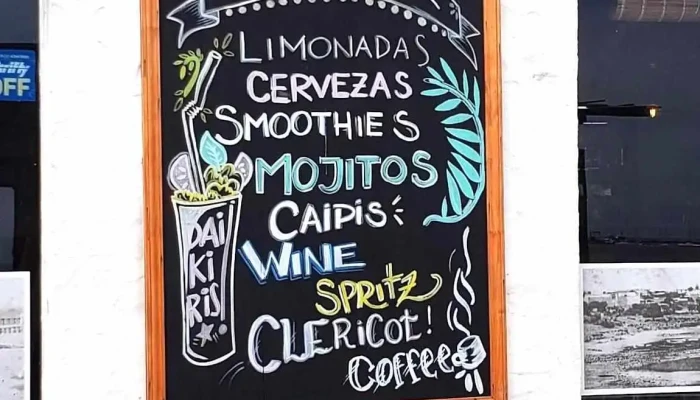 LIMONADAS
CERVEZAS
SMOOTHIES
MOJITOS
CAIPIS
WINE
SPRITZ
CLERICOT!
COFFEE
DAI
KI
RIS!
OFF